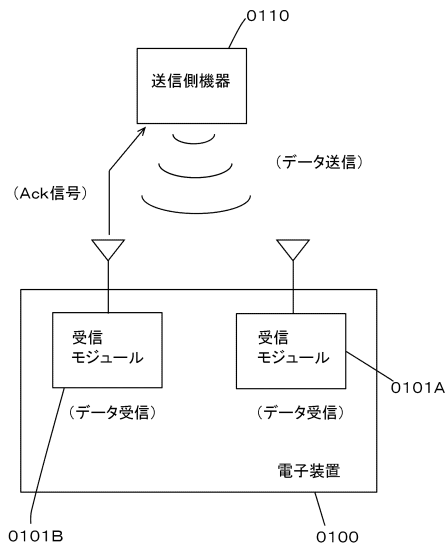 0110
送信側機器
(データ送信)
(Ack信号)
受信
モジュール
受信
モジュール
0101A
(データ受信)
(データ受信)
電子装置
0101B
0100